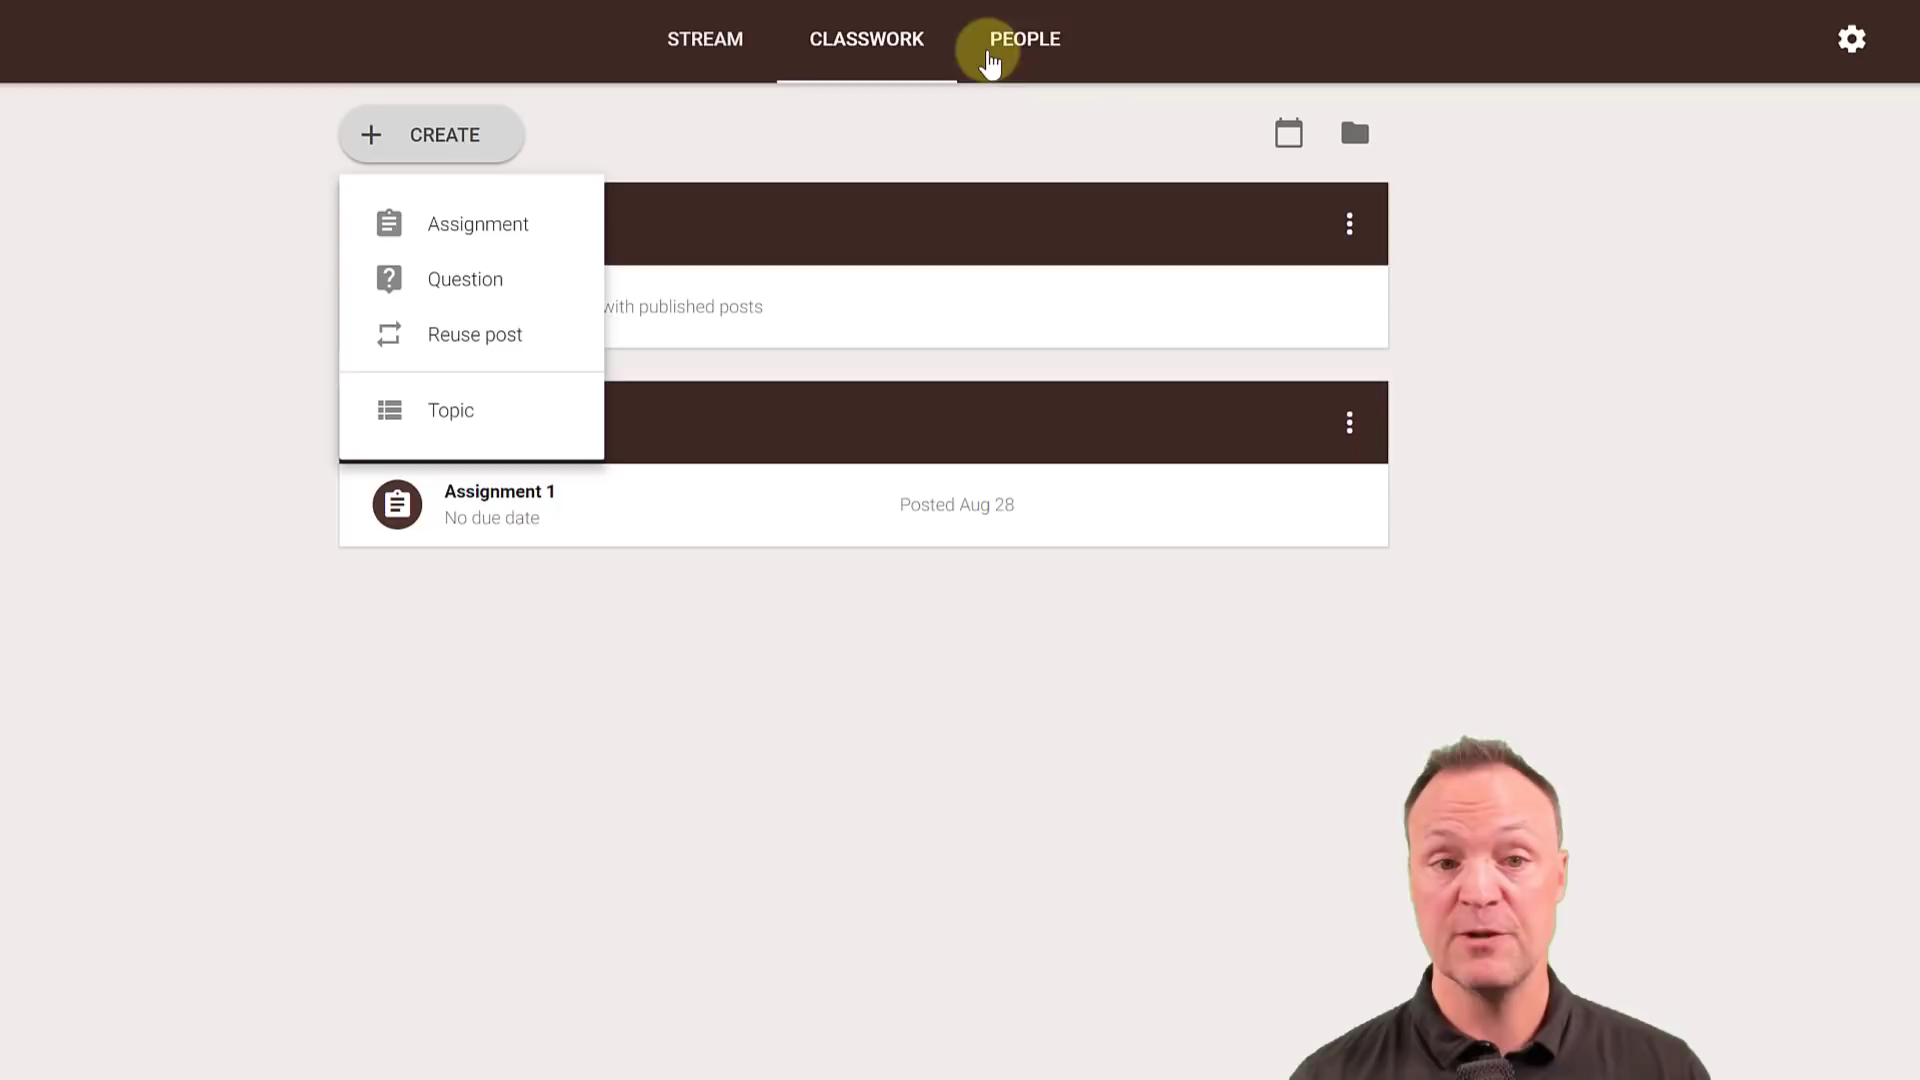 STREAM
CLASSWORK
PEOPLE
CREATE
Assignment
Question
Reuse post
Topic
with published posts
Assignment 1
No due date
Posted Aug 28